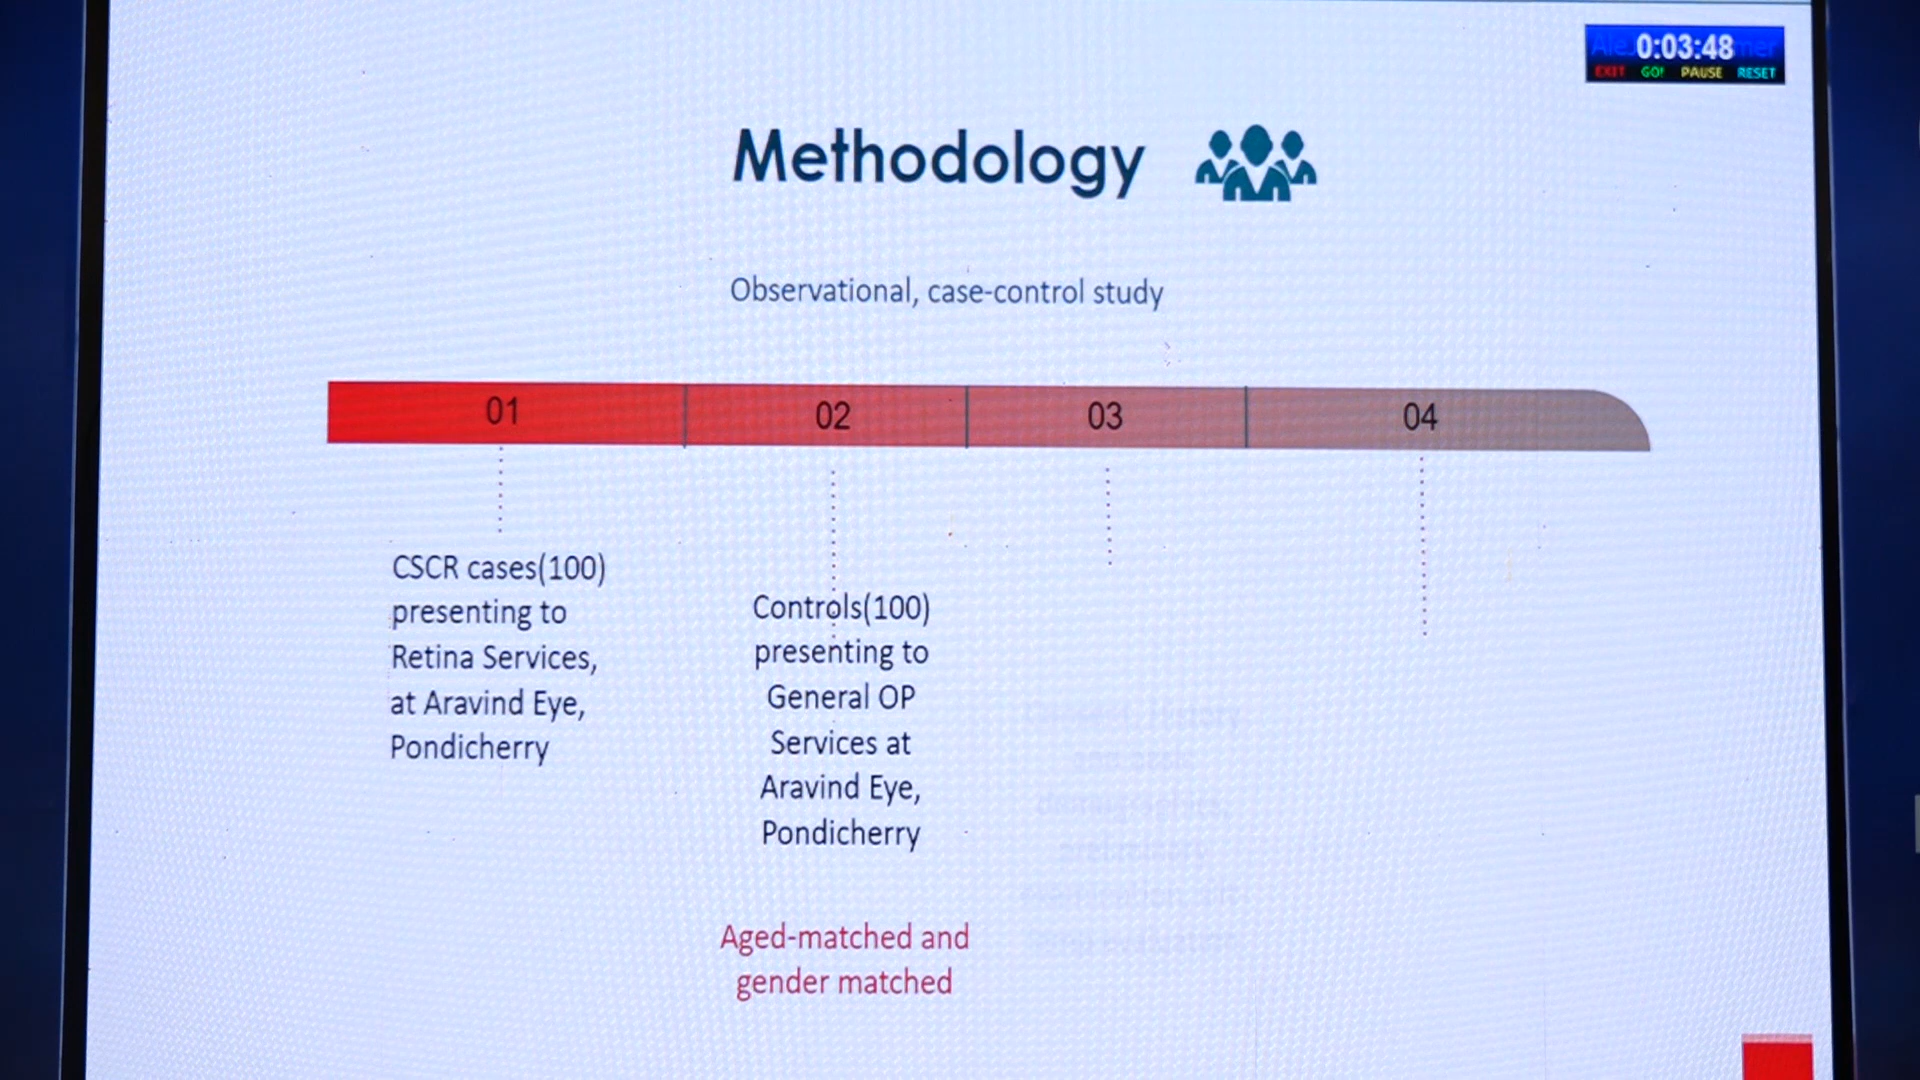 0:03:48
EXIT GO! PAUSE RESET
Methodology
Observational, case-control study
01
02
03
04
CSCR cases(100)
presenting to
Retina Services,
at Aravind Eye,
Pondicherry
Controls(100)
presenting to
General OP
Services at
Aravind Eye,
Pondicherry
Aged-matched and
gender matched